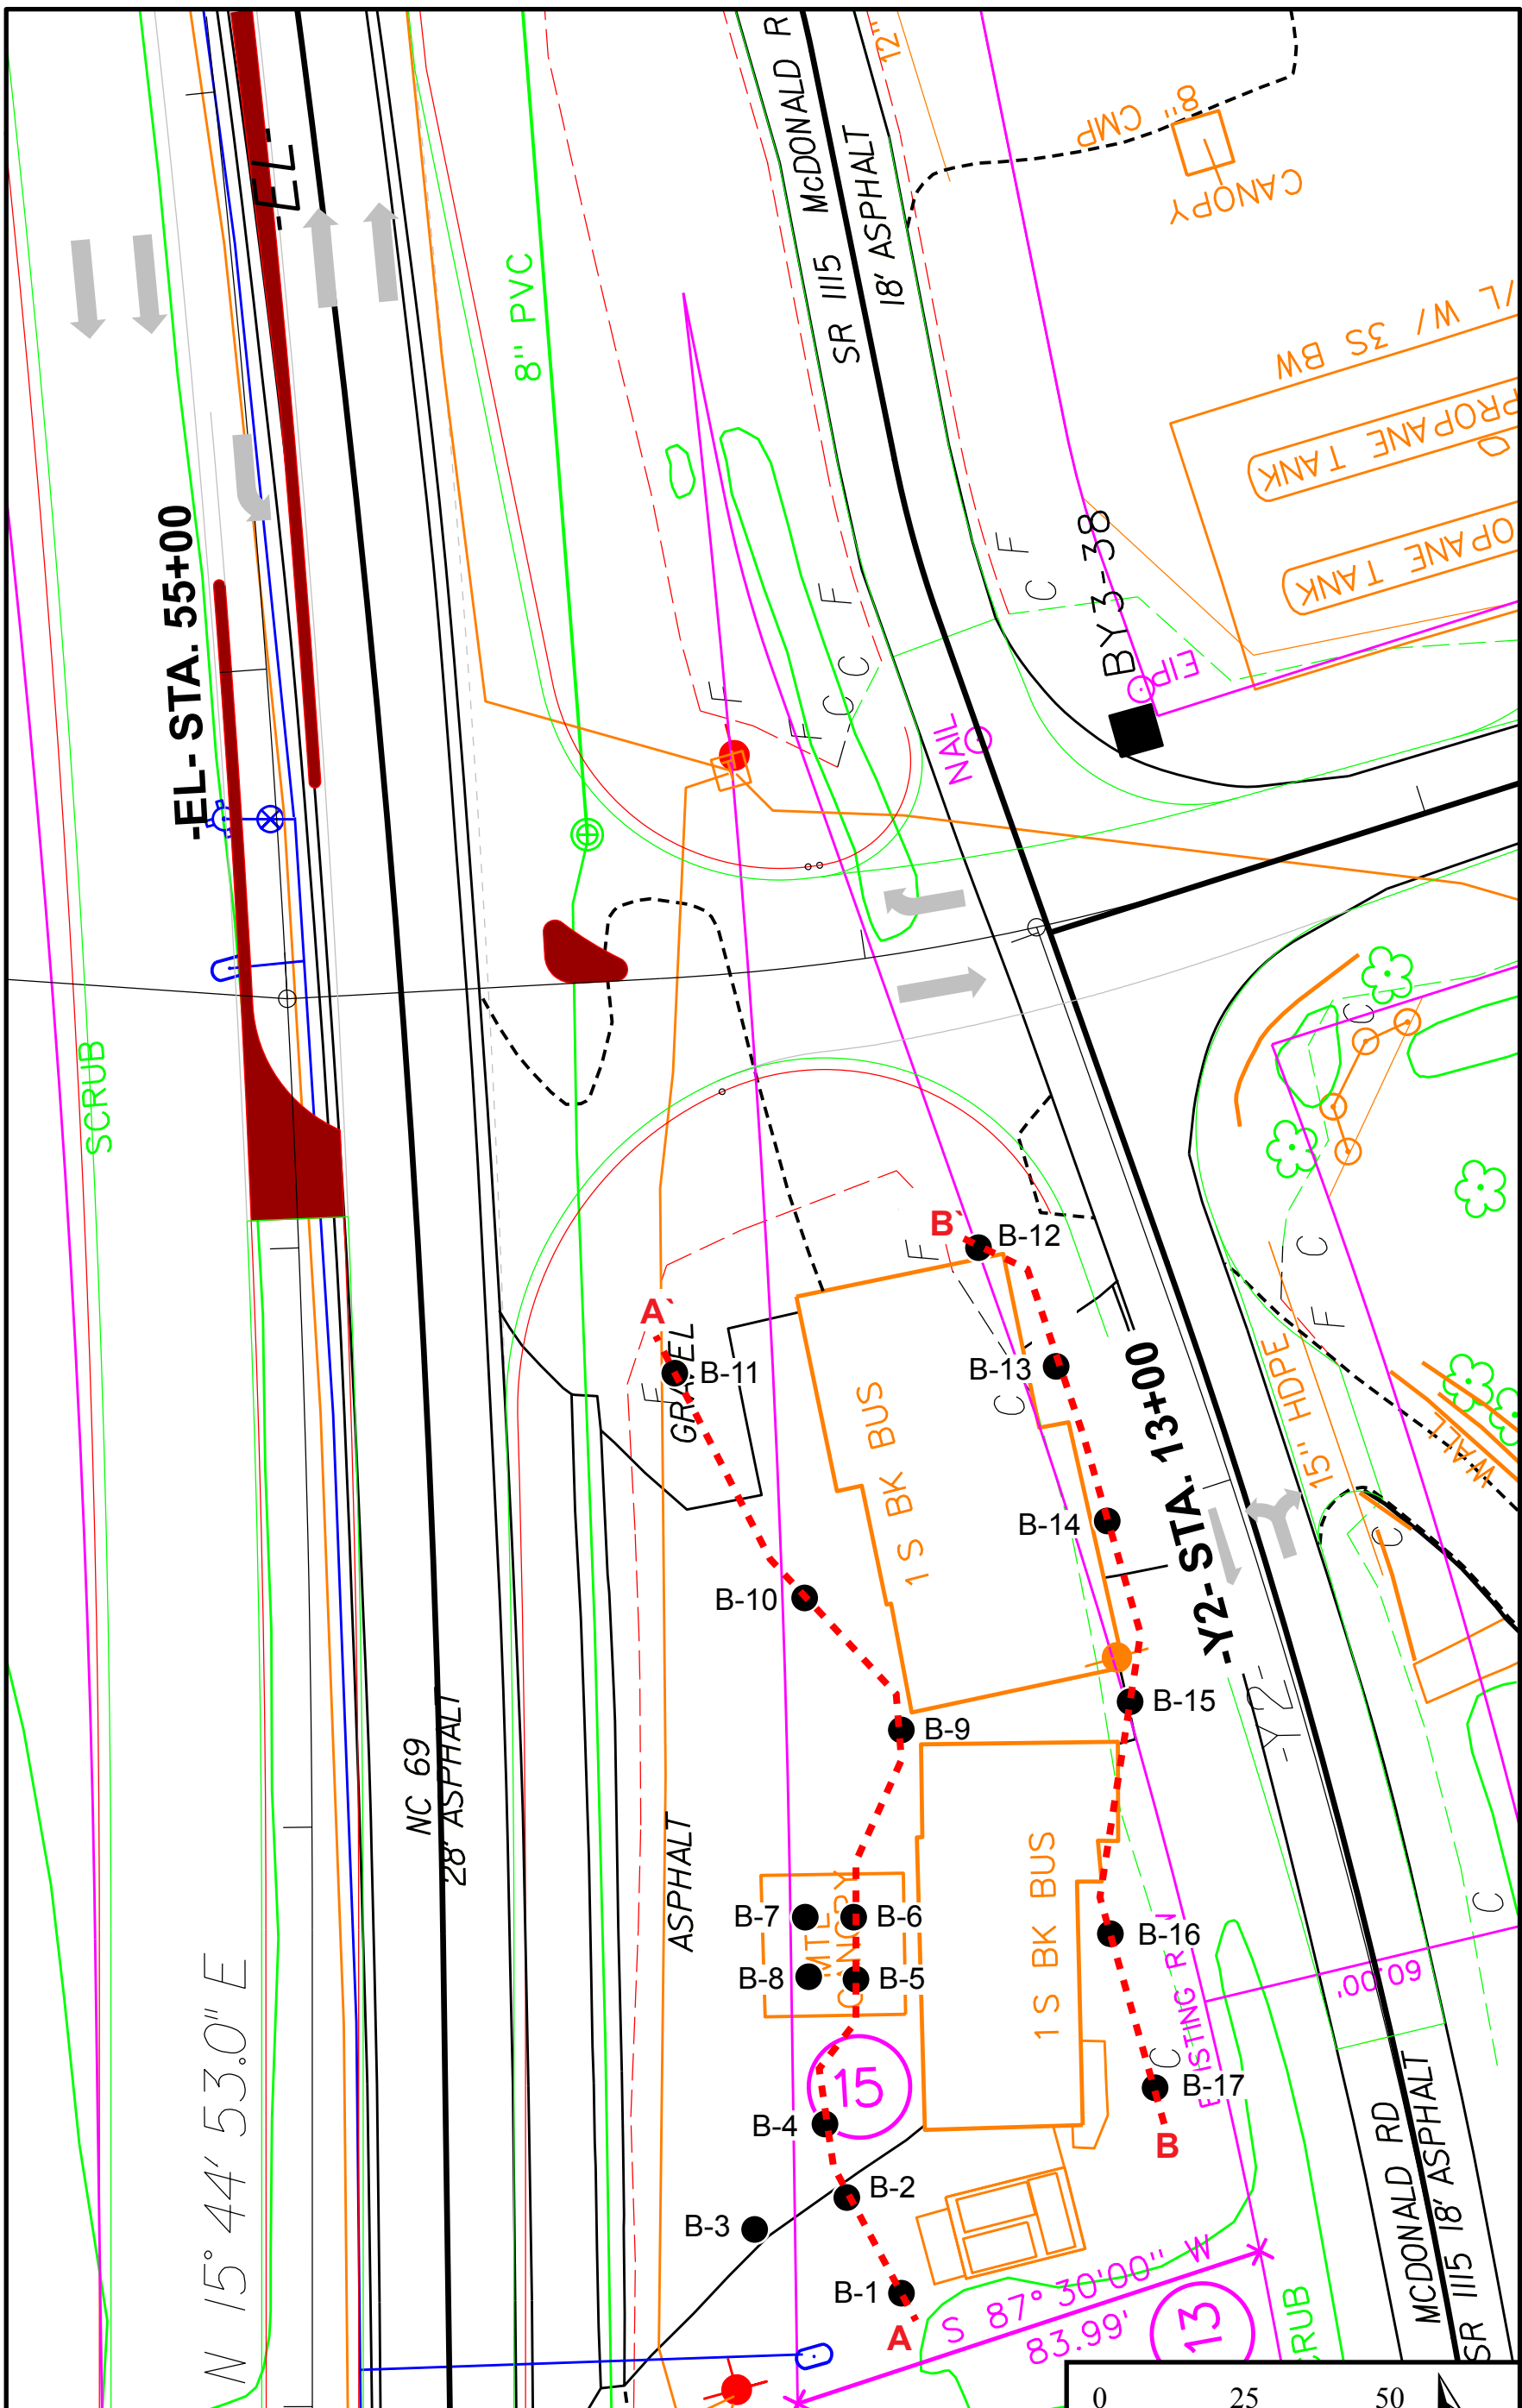 McDONALD R
SR 1115
18' ASPHALT
12"
8" CMP
CANOPY
-EL-
8" PVC
/L W/ 3S BW
PROPANE TANK
OPANE TANK
BY3-38
EIP
NAIL
-EL- STA. 55+00
F
C
F
C
C
F
F
F
SCRUB
C
C
F
B`
B-12
F
A`
B-11
GRAVEL
F
B-13
C
-Y2- STA. 13+00
15" HDPE
WALL
C
1 S BK BUS
B-14
B-10
B-15
-Y2-
B-9
NC 69
28' ASPHALT
ASPHALT
1 S BK BUS
B-7
B-6
MTL
CANOPY
B-8
B-5
B-16
C
60.00'
15
C
B-17
B-4
B
B-2
B-3
B-1
A
N 15° 44' 53.0" E
S 87°30'00" W
83.99'
13
MCDONALD RD
SR 1115 18' ASPHALT
0 25 50